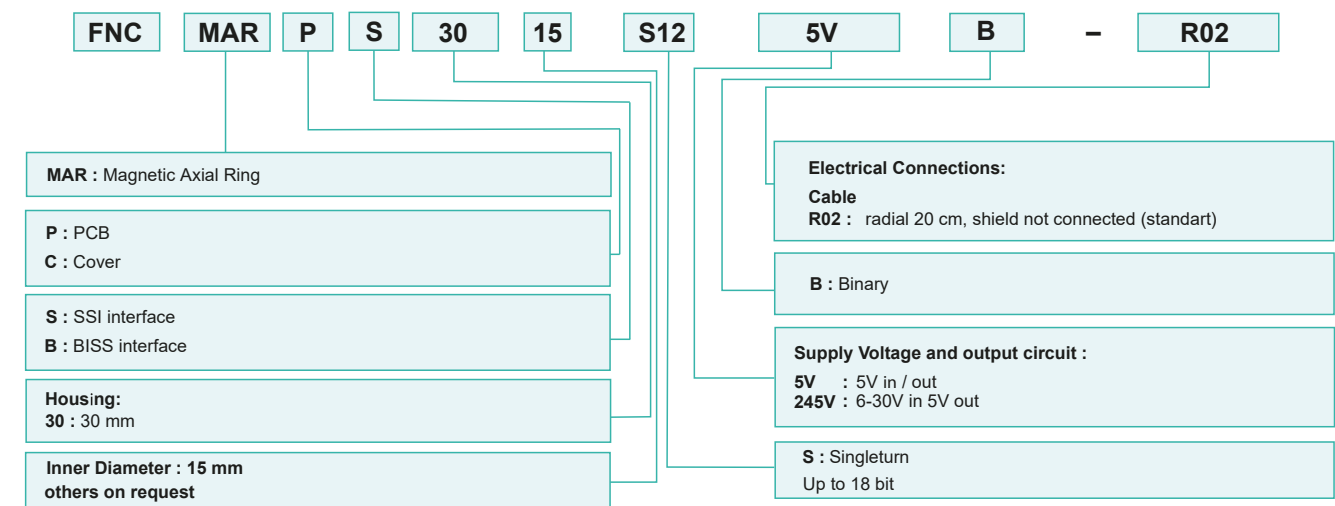 FNC MAR P S 30 15 S12 5V B – R02
MAR : Magnetic Axial Ring
P : PCB
C : Cover
S : SSI interface
B : BISS interface
Housing:
30 : 30 mm
Inner Diameter : 15 mm
others on request
Electrical Connections:
Cable
R02 : radial 20 cm, shield not connected (standart)
B : Binary
Supply Voltage and output circuit :
5V : 5V in / out
245V : 6-30V in 5V out
S : Singleturn
Up to 18 bit